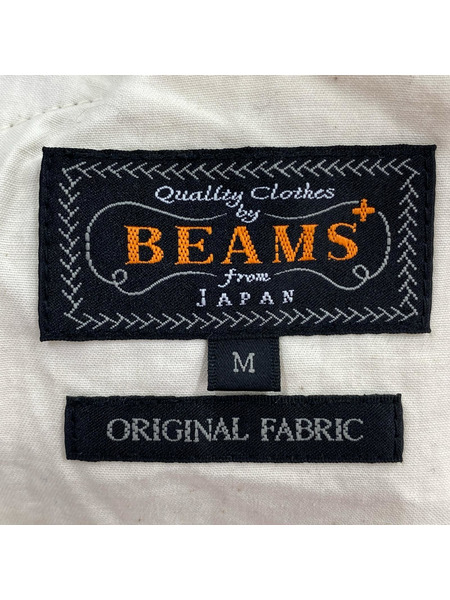 Quality Clothes
by
BEAMS+
from
JAPAN
M
ORIGINAL FABRIC